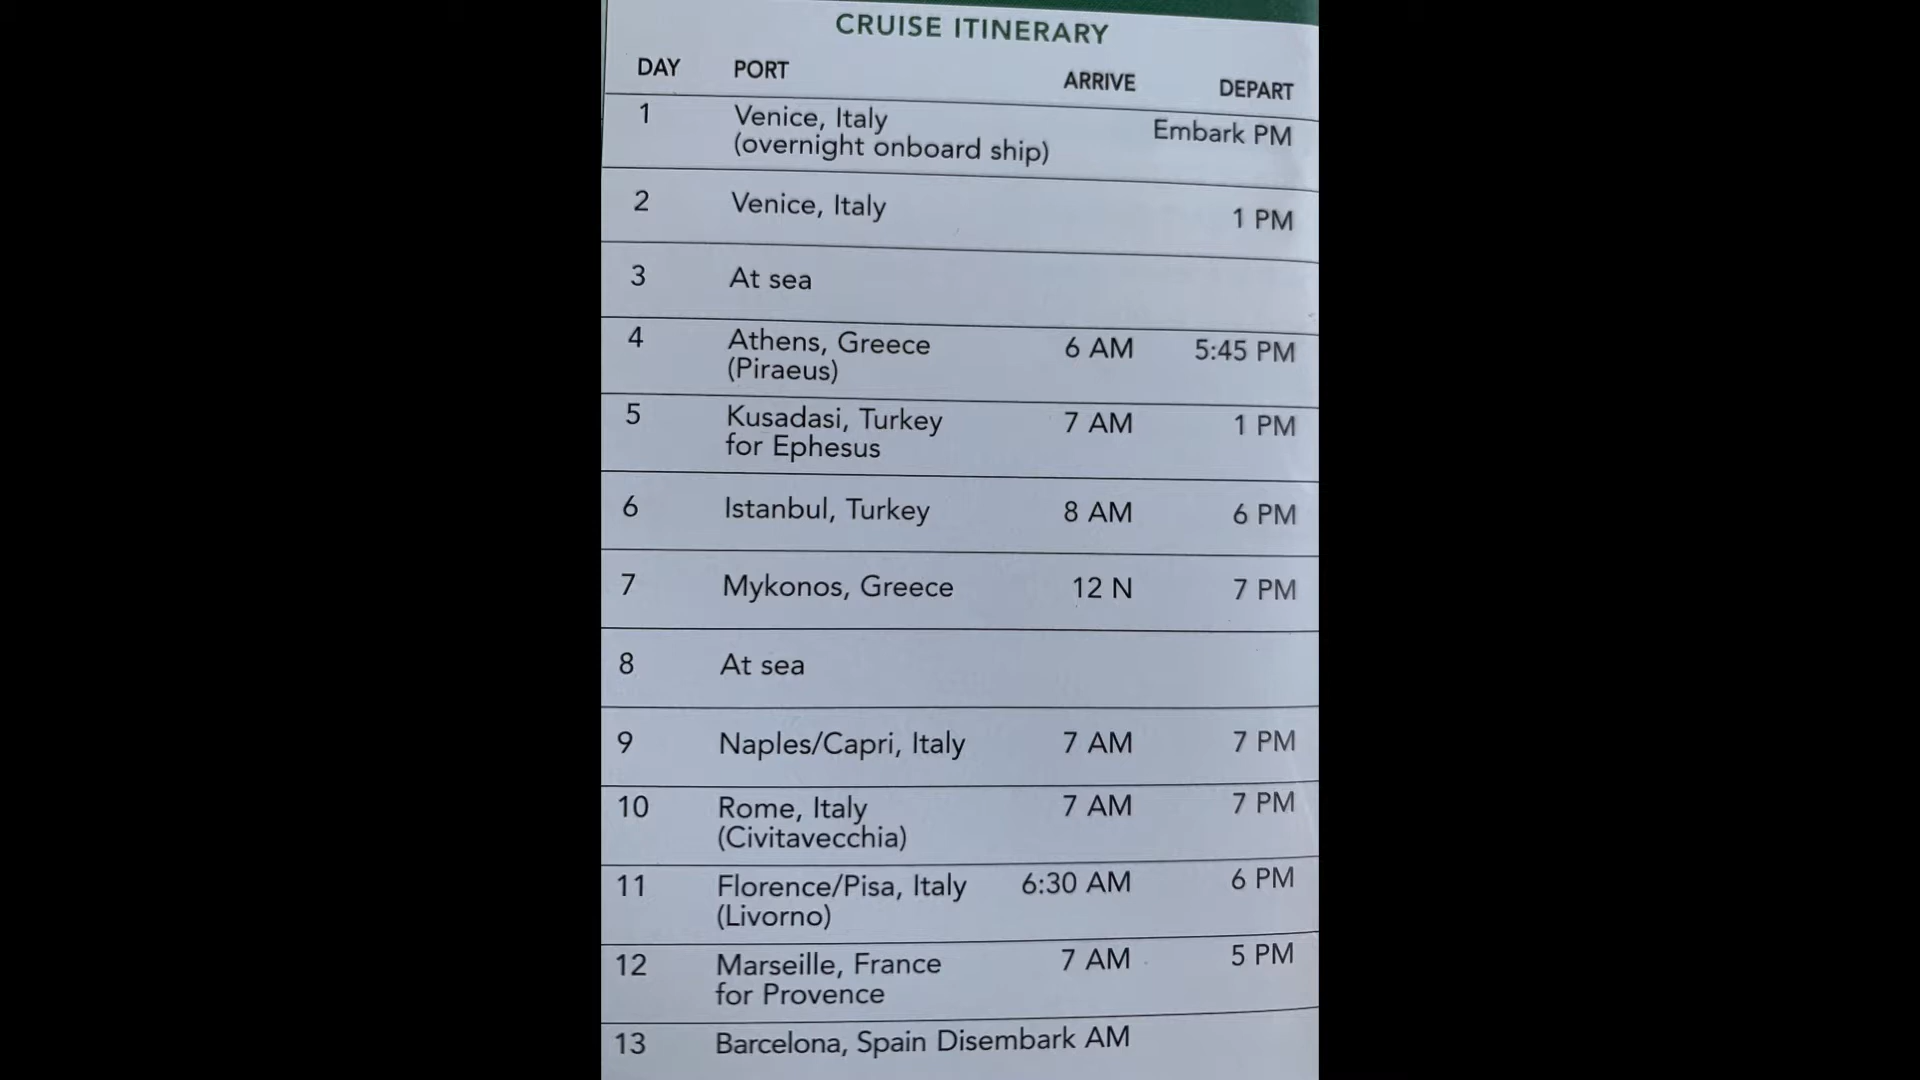 CRUISE ITINERARY
DAY PORT ARRIVE DEPART
1 Venice, Italy Embark PM
(overnight onboard ship)
2 Venice, Italy 1 PM
3 At sea
4 Athens, Greece 6 AM 5:45 PM
(Piraeus)
5 Kusadasi, Turkey 7 AM 1 PM
for Ephesus
6 Istanbul, Turkey 8 AM 6 PM
7 Mykonos, Greece 12 N 7 PM
8 At sea
9 Naples/Capri, Italy 7 AM 7 PM
10 Rome, Italy 7 AM 7 PM
(Civitavecchia)
11 Florence/Pisa, Italy 6:30 AM 6 PM
(Livorno)
12 Marseille, France 7 AM 5 PM
for Provence
13 Barcelona, Spain Disembark AM